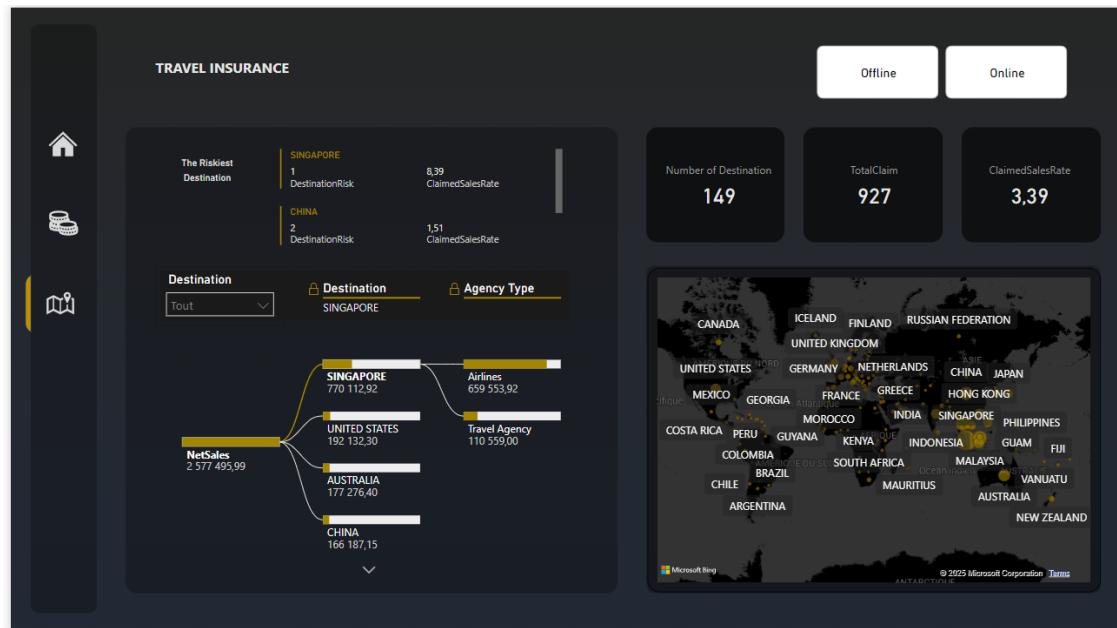 TRAVEL INSURANCE
Offline
Online
The Riskiest
Destination
SINGAPORE
1
DestinationRisk
8,39
ClaimedSalesRate
CHINA
2
DestinationRisk
1,51
ClaimedSalesRate
Number of Destination
149
TotalClaim
927
ClaimedSalesRate
3,39
Destination
Tout
Destination
SINGAPORE
Agency Type
NetSales
2 577 495,99
SINGAPORE
770 112,92
UNITED STATES
192 132,30
AUSTRALIA
177 276,40
CHINA
166 187,15
Airlines
659 553,92
Travel Agency
110 559,00
CANADA
ICELAND
FINLAND
RUSSIAN FEDERATION
UNITED KINGDOM
ASIE
UNITED STATES
GERMANY
NETHERLANDS
CHINA
JAPAN
MEXICO
GEORGIA
FRANCE
GREECE
HONG KONG
MOROCCO
INDIA
SINGAPORE
PHILIPPINES
COSTA RICA
PERU
GUYANA
KENYA
INDONESIA
GUAM
FIJI
COLOMBIA
BRAZIL
SOUTH AFRICA
MALAYSIA
CHILE
MAURITIUS
VANUATU
AUSTRALIA
ARGENTINA
NEW ZEALAND
Microsoft Bing
© 2025 Microsoft Corporation Terms